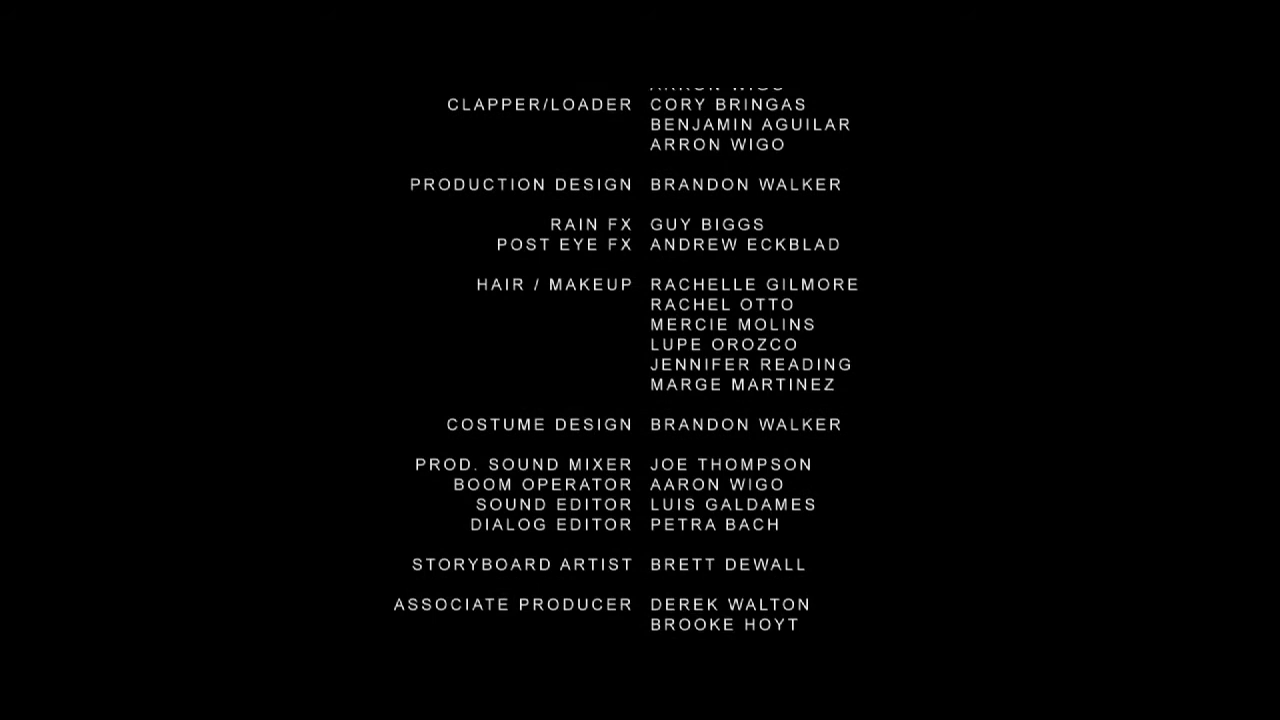 CLAPPER/LOADER CORY BRINGAS
BENJAMIN AGUILAR
ARRON WIGO
PRODUCTION DESIGN BRANDON WALKER
RAIN FX GUY BIGGS
POST EYE FX ANDREW ECKBLAD
HAIR / MAKEUP RACHELLE GILMORE
RACHEL OTTO
MERCIE MOLINS
LUPE OROZCO
JENNIFER READING
MARGE MARTINEZ
COSTUME DESIGN BRANDON WALKER
PROD. SOUND MIXER JOE THOMPSON
BOOM OPERATOR AARON WIGO
SOUND EDITOR LUIS GALDAMES
DIALOG EDITOR PETRA BACH
STORYBOARD ARTIST BRETT DEWALL
ASSOCIATE PRODUCER DEREK WALTON
BROOKE HOYT